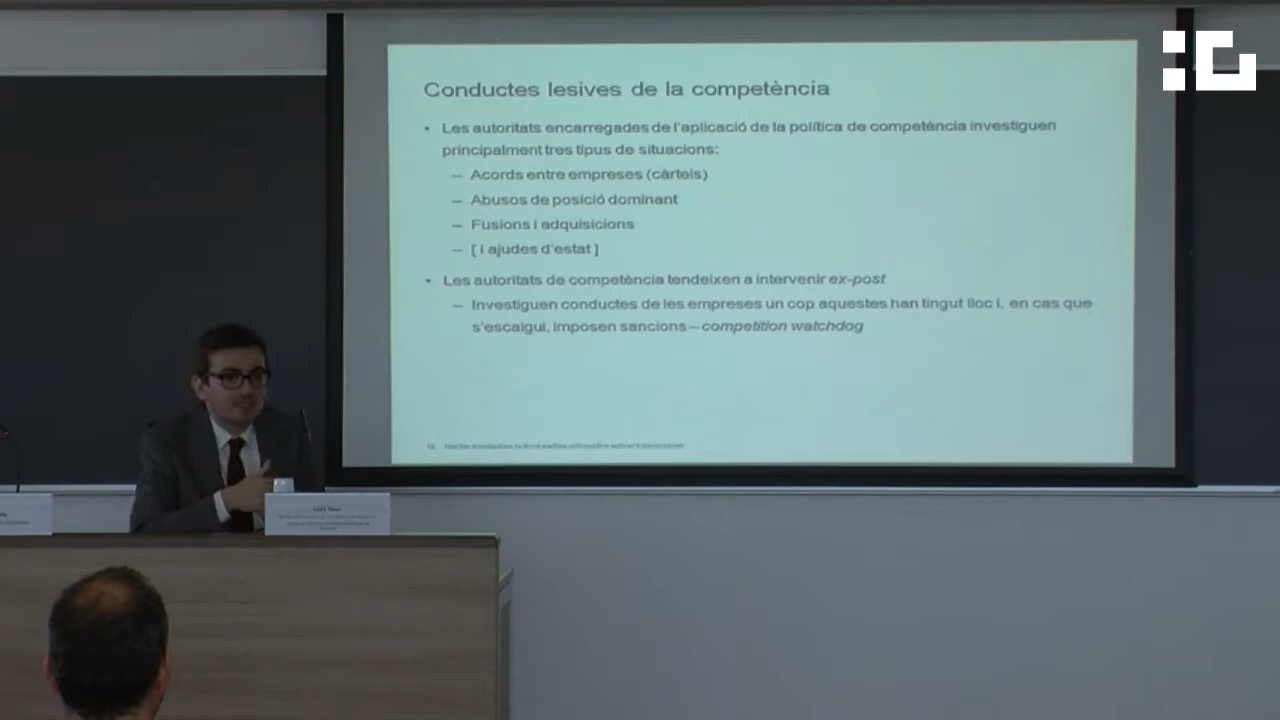 Conductes lesives de la competència
• Les autoritats encarregades de l'aplicació de la política de competència investiguen
principalment tres tipus de situacions:
– Acords entre empreses (càrtels)
– Abusos de posició dominant
– Fusions i adquisicions
– [ i ajudes d'estat ]
• Les autoritats de competència tendeixen a intervenir ex-post
– Investiguen conductes de les empreses un cop aquestes han tingut lloc i, en cas que
s'escaigui, imposen sancions – competition watchdog